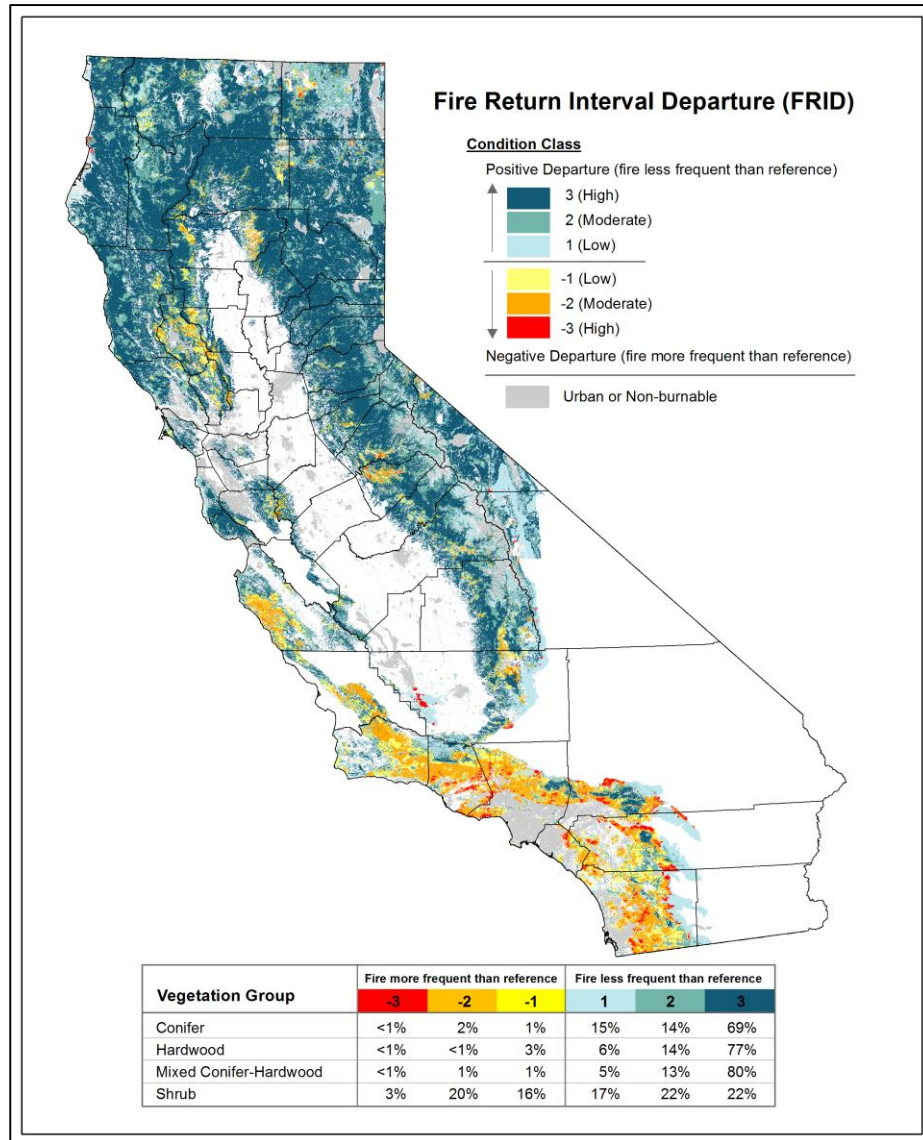 Fire Return Interval Departure (FRID)
Condition Class
Positive Departure (fire less frequent than reference)
3 (High)
2 (Moderate)
1 (Low)
-1 (Low)
-2 (Moderate)
-3 (High)
Negative Departure (fire more frequent than reference)
Urban or Non-burnable
Vegetation Group Fire more frequent than reference Fire less frequent than reference
-3 -2 -1 1 2 3
Conifer <1% 2% 1% 15% 14% 69%
Hardwood <1% <1% 3% 6% 14% 77%
Mixed Conifer-Hardwood <1% 1% 1% 5% 13% 80%
Shrub 3% 20% 16% 17% 22% 22%